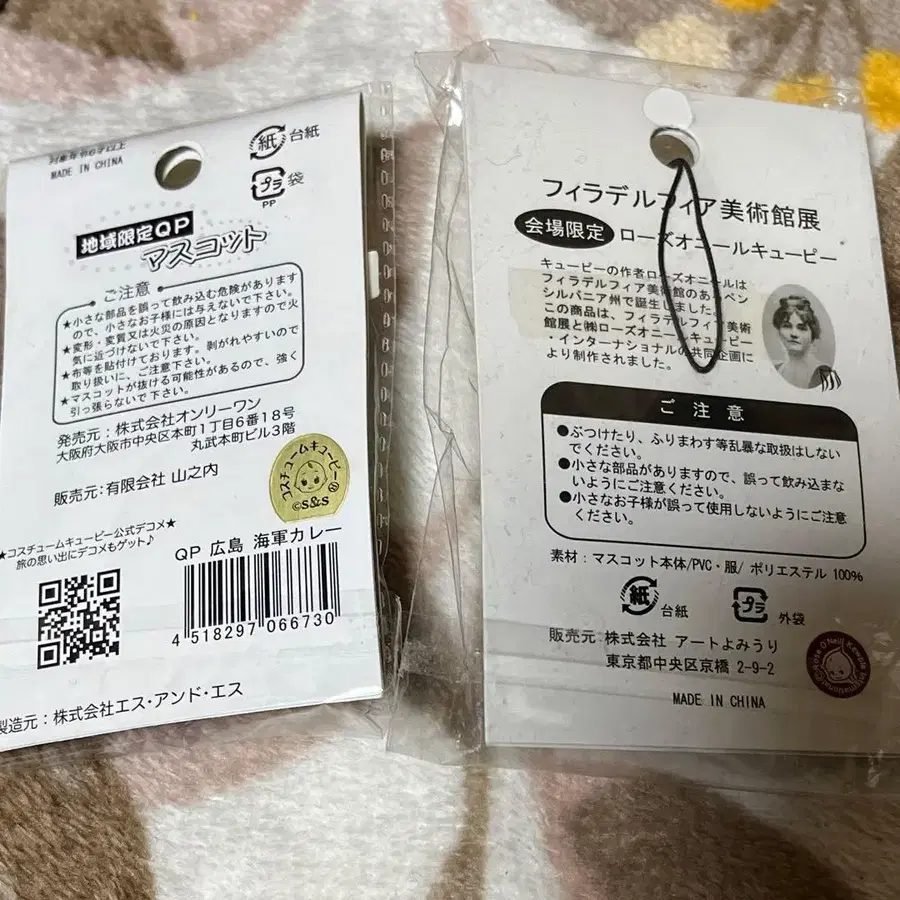 対象年令6才以上
MADE IN CHINA
紙
台紙
プラ
袋
PP
地域限定QP
マスコット
ご注意
★小さな部品を誤って飲み込む危険があります
ので、小さなお子様には与えないで下さい。
★変形・変質又は火災の原因となりますので火
気に近づけないで下さい。
★布等を貼付けております。剥がれやすいので
取り扱いに、ご注意下さい。
★マスコットが抜ける可能性があるので、強く
引っ張らないで下さい。
発売元:株式会社オンリーワン
大阪府大阪市中央区本町1丁目6番18号
丸武本町ビル3階
販売元:有限会社 山之内
コスチュームキューピー
©S&S
★コスチュームキューピー公式デコメ★
旅の思い出にデコメもゲット♪
QP 広島 海軍カレー
4 518297 066730
製造元:株式会社エス・アンド・エス
フィラデルフィア美術館展
会場限定 ローズオニールキューピー
キューピーの作者ローズオニールは
フィラデルフィア美術館のあるペン
シルバニア州で誕生しました。
この商品は、フィラデルフィア美術
館展と㈱ローズオニールキューピー
・インターナショナルの共同企画に
より制作されました。
ご注意
●ぶつけたり、ふりまわす等乱暴な取扱はしない
でください。
●小さな部品がありますので、誤って飲み込まな
いようにご注意ください。
●小さなお子様が誤って使用しないようにご注意
ください。
素材:マスコット本体/PVC・服/ポリエステル 100%
紙
台紙
プラ
外袋
販売元:株式会社 アートよみうり
東京都中央区京橋 2-9-2
Rose O'Neill Kewpie International
MADE IN CHINA